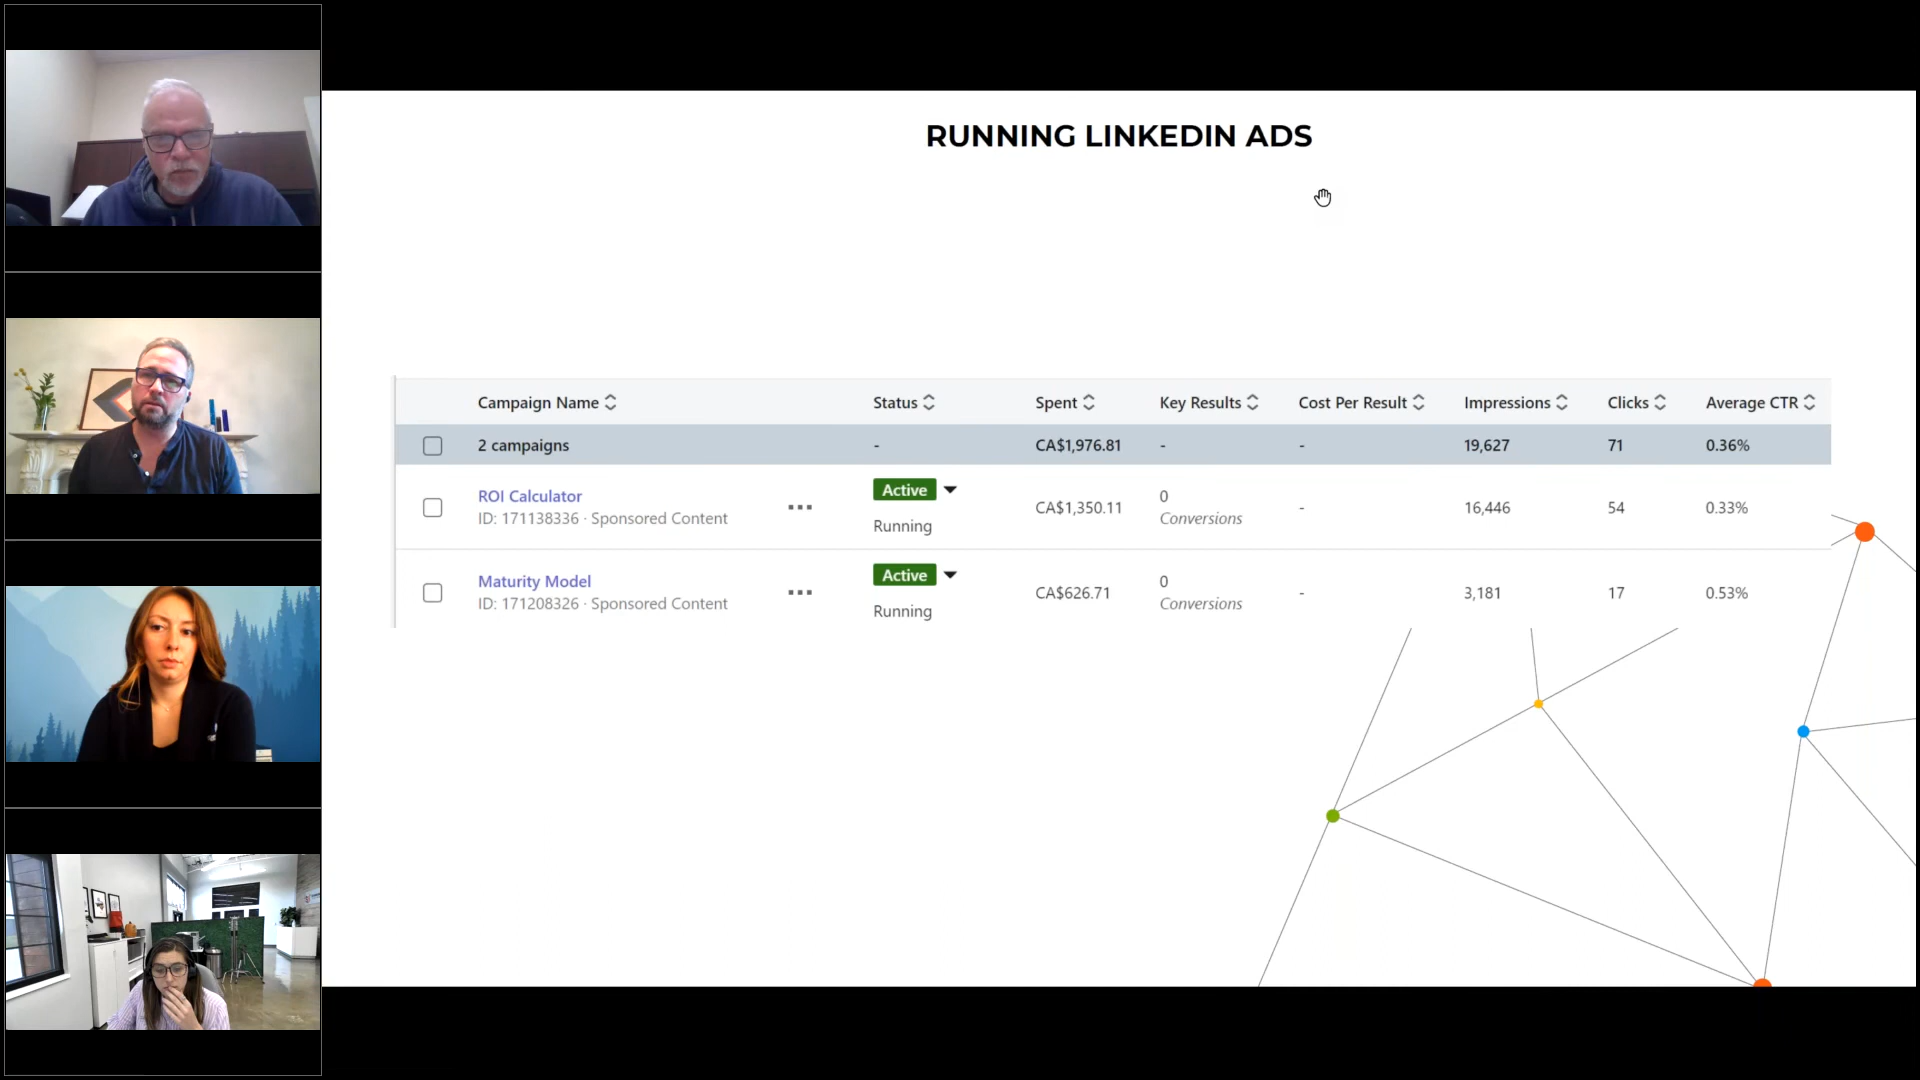 RUNNING LINKEDIN ADS
Campaign Name Status Spent Key Results Cost Per Result Impressions Clicks Average CTR
2 campaigns - CA$1,976.81 - - 19,627 71 0.36%
ROI Calculator
ID: 171138336 · Sponsored Content
Active
Running
CA$1,350.11
0
Conversions
-
16,446
54
0.33%
Maturity Model
ID: 171208326 · Sponsored Content
Active
Running
CA$626.71
0
Conversions
-
3,181
17
0.53%